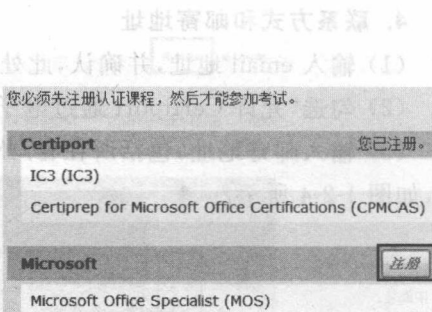 您必须先注册认证课程，然后才能参加考试。
Certiport 您已注册。
IC3 (IC3)
Certiprep for Microsoft Office Certifications (CPMCAS)
Microsoft 注册
Microsoft Office Specialist (MOS)